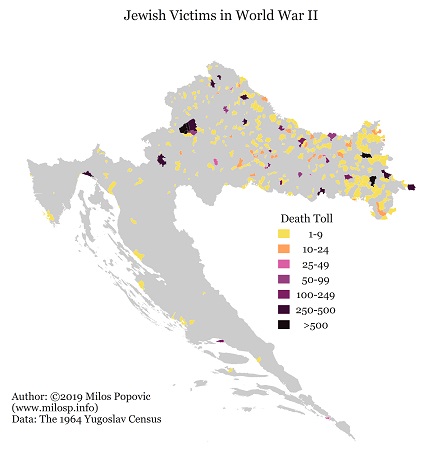 Jewish Victims in World War II
Death Toll
1-9
10-24
25-49
50-99
100-249
250-500
>500
Author: ©2019 Milos Popovic
(www.milosp.info)
Data: The 1964 Yugoslav Census